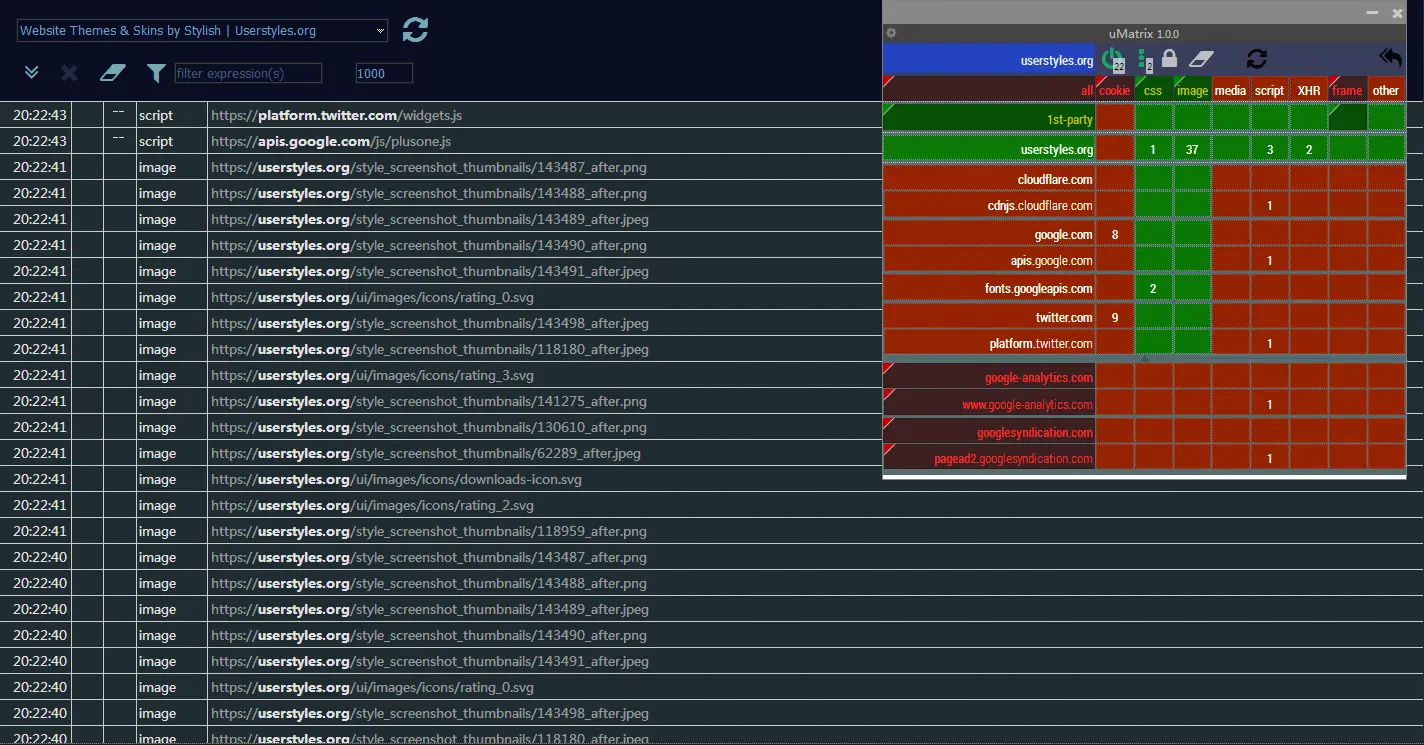 Website Themes & Skins by Stylish | Userstyles.org
filter expression(s) 1000
20:22:43 -- script https://platform.twitter.com/widgets.js
20:22:43 -- script https://apis.google.com/js/plusone.js
20:22:41 image https://userstyles.org/style_screenshot_thumbnails/143487_after.png
20:22:41 image https://userstyles.org/style_screenshot_thumbnails/143488_after.png
20:22:41 image https://userstyles.org/style_screenshot_thumbnails/143489_after.jpeg
20:22:41 image https://userstyles.org/style_screenshot_thumbnails/143490_after.png
20:22:41 image https://userstyles.org/style_screenshot_thumbnails/143491_after.jpeg
20:22:41 image https://userstyles.org/ui/images/icons/rating_0.svg
20:22:41 image https://userstyles.org/style_screenshot_thumbnails/143498_after.jpeg
20:22:41 image https://userstyles.org/style_screenshot_thumbnails/118180_after.jpeg
20:22:41 image https://userstyles.org/ui/images/icons/rating_3.svg
20:22:41 image https://userstyles.org/style_screenshot_thumbnails/141275_after.png
20:22:41 image https://userstyles.org/style_screenshot_thumbnails/130610_after.png
20:22:41 image https://userstyles.org/style_screenshot_thumbnails/62289_after.jpeg
20:22:41 image https://userstyles.org/ui/images/icons/downloads-icon.svg
20:22:41 image https://userstyles.org/ui/images/icons/rating_2.svg
20:22:41 image https://userstyles.org/style_screenshot_thumbnails/118959_after.png
20:22:40 image https://userstyles.org/style_screenshot_thumbnails/143487_after.png
20:22:40 image https://userstyles.org/style_screenshot_thumbnails/143488_after.png
20:22:40 image https://userstyles.org/style_screenshot_thumbnails/143489_after.jpeg
20:22:40 image https://userstyles.org/style_screenshot_thumbnails/143490_after.png
20:22:40 image https://userstyles.org/style_screenshot_thumbnails/143491_after.jpeg
20:22:40 image https://userstyles.org/ui/images/icons/rating_0.svg
20:22:40 image https://userstyles.org/style_screenshot_thumbnails/143498_after.jpeg
20:22:40 image https://userstyles.org/style_screenshot_thumbnails/118180_after.jpeg
uMatrix 1.0.0
userstyles.org 22 2
all cookie css image media script XHR frame other
1st-party
userstyles.org 1 37 3 2
cloudflare.com
cdnjs.cloudflare.com 1
google.com 8
apis.google.com 1
fonts.googleapis.com 2
twitter.com 9
platform.twitter.com 1
google-analytics.com
www.google-analytics.com 1
googlesyndication.com
pagead2.googlesyndication.com 1